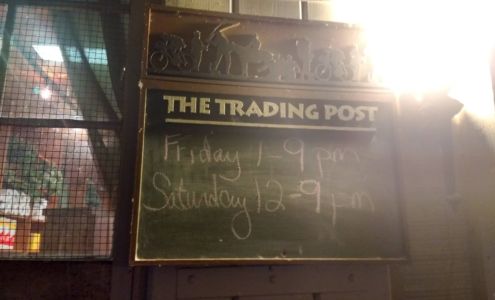 THE TRADING POST
Friday 1-9 pm
Saturday 12-9 pm